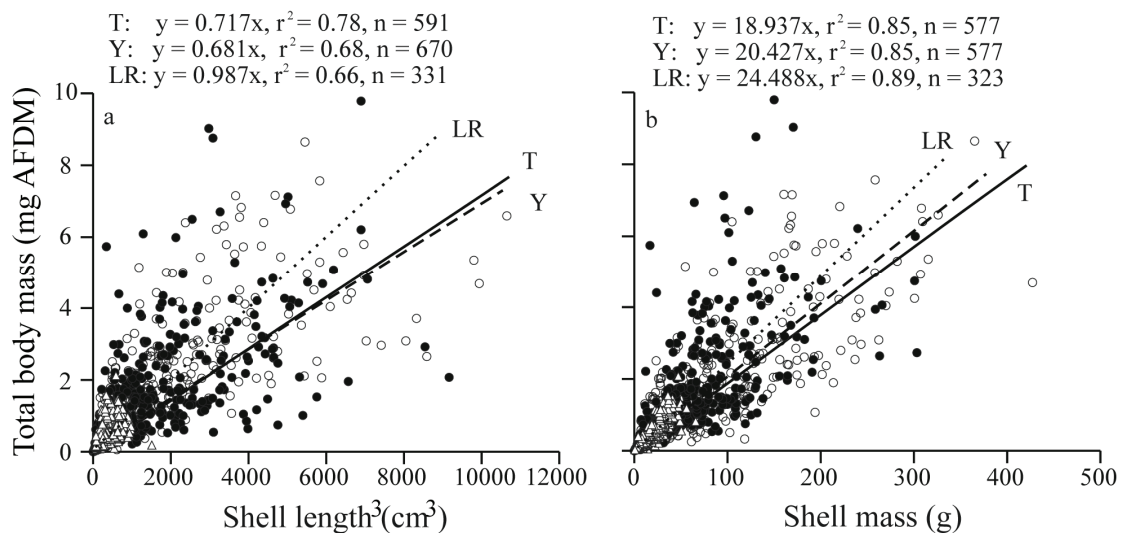 T: y = 0.717x, r² = 0.78, n = 591
Y: y = 0.681x, r² = 0.68, n = 670
LR: y = 0.987x, r² = 0.66, n = 331
T: y = 18.937x, r² = 0.85, n = 577
Y: y = 20.427x, r² = 0.85, n = 577
LR: y = 24.488x, r² = 0.89, n = 323
Total body mass (mg AFDM)
10
8
6
4
2
0
a
LR
T
Y
0 2000 4000 6000 8000 10000 12000
Shell length³(cm³)
b
LR
Y
T
0 100 200 300 400 500
Shell mass (g)